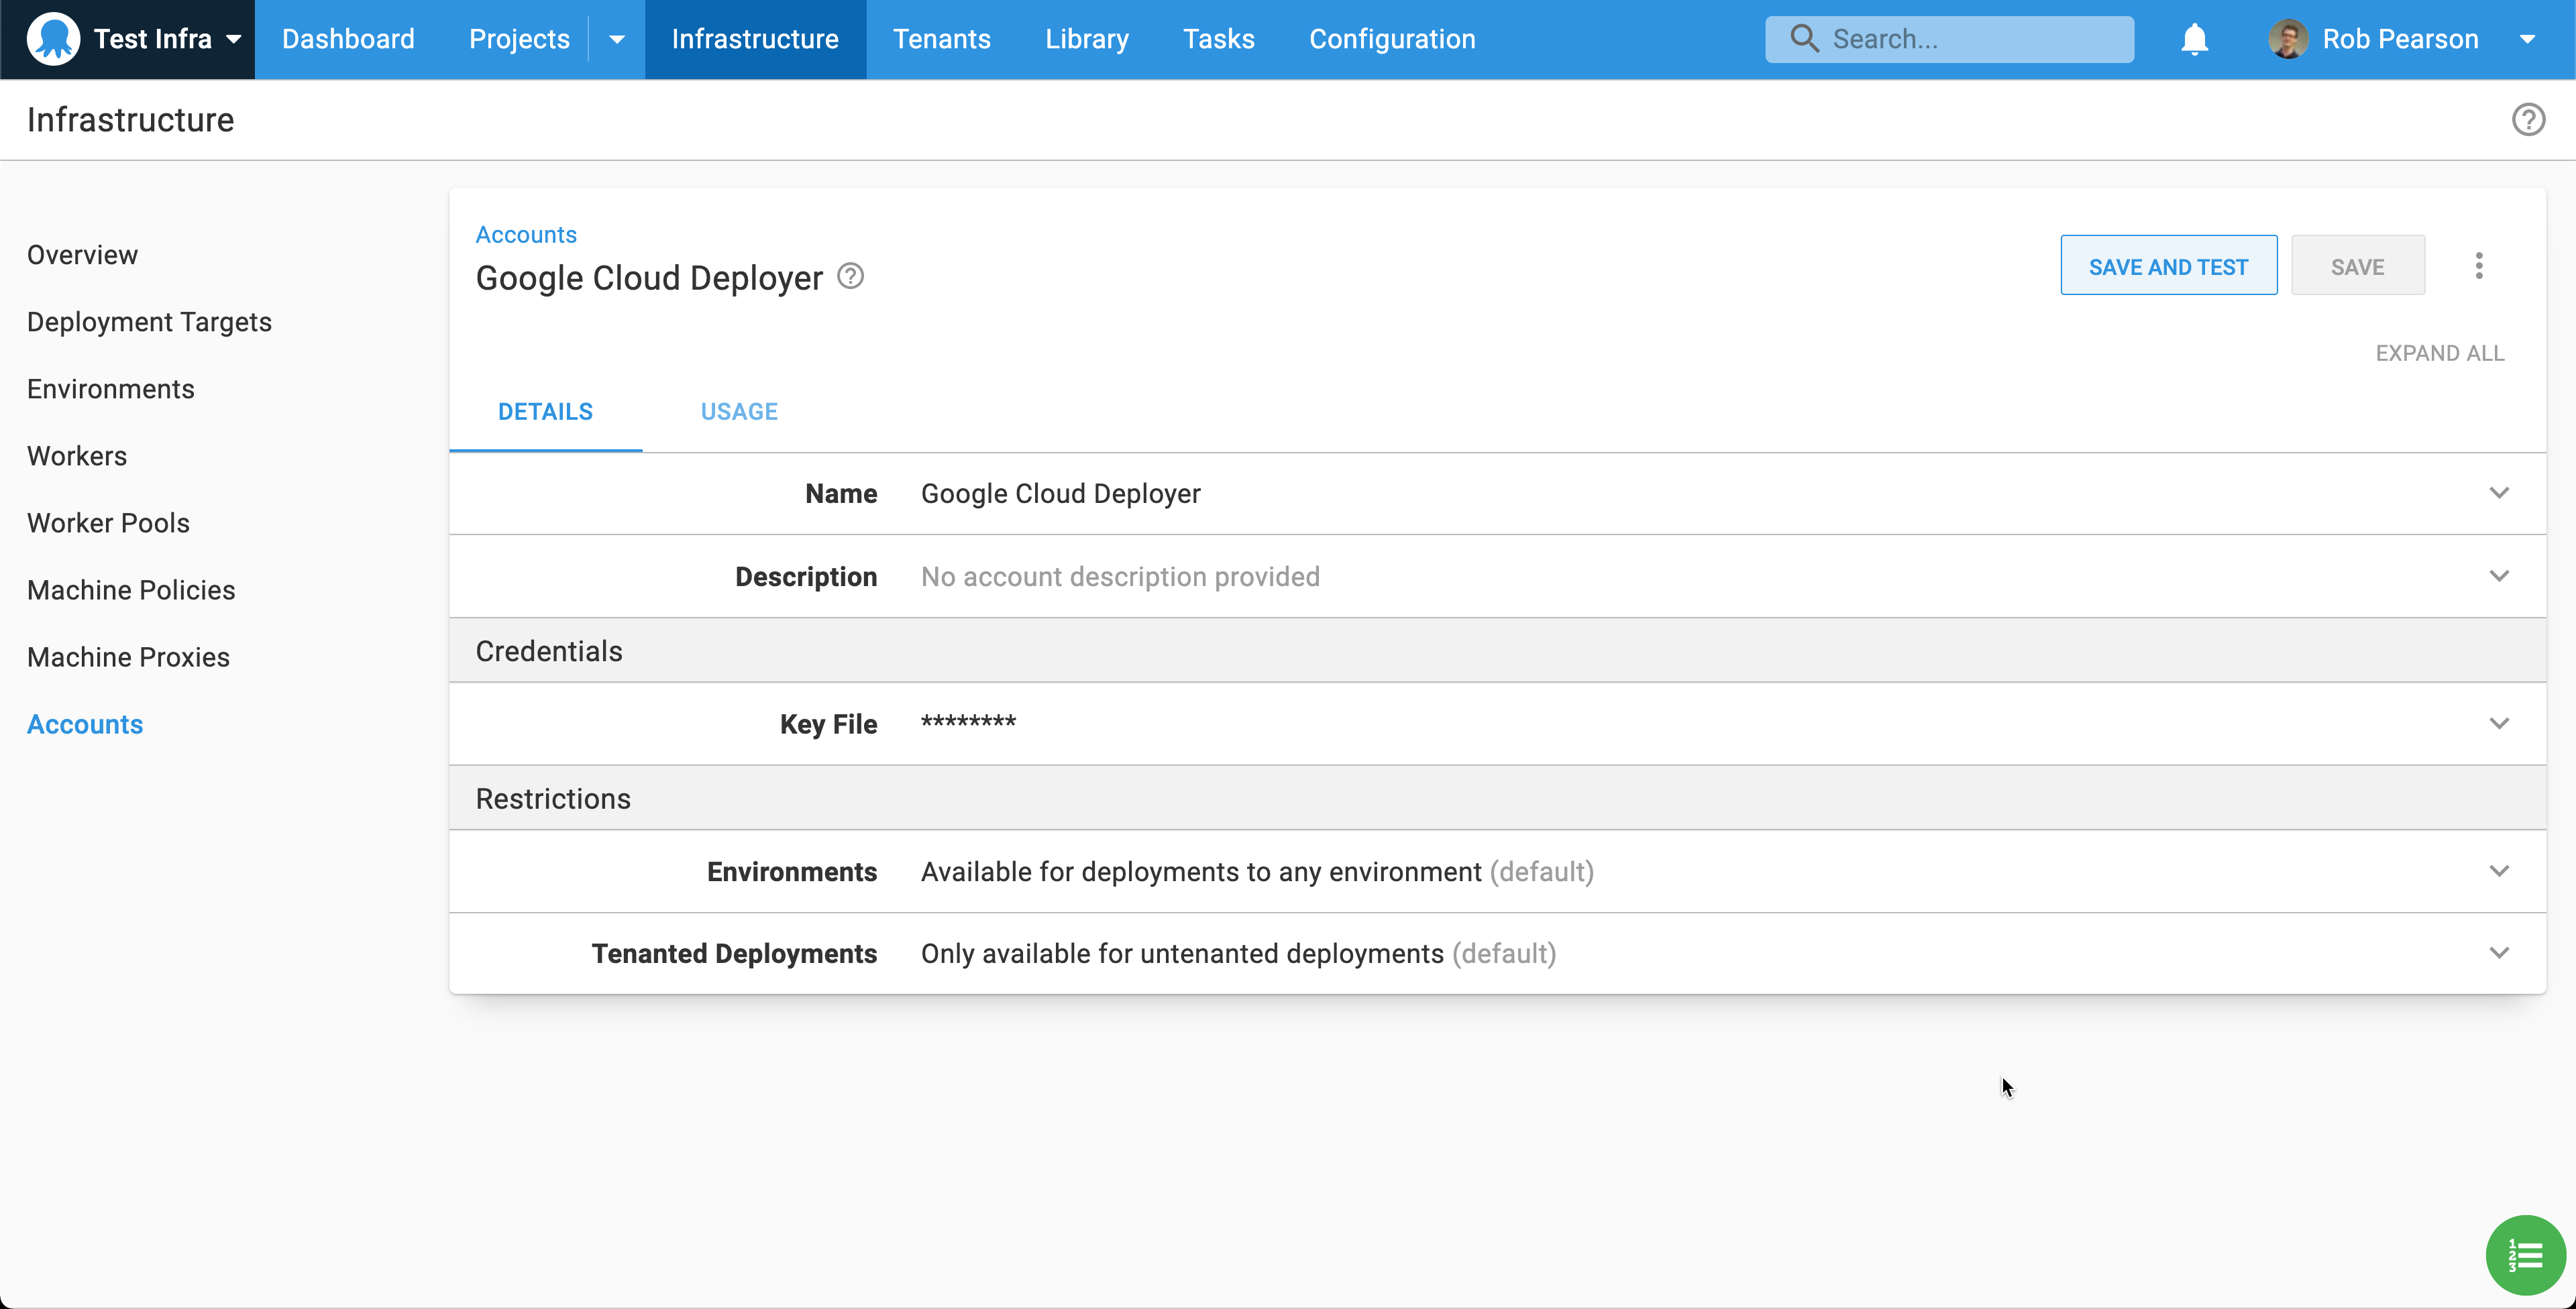 Test Infra
Dashboard
Projects
Infrastructure
Tenants
Library
Tasks
Configuration
Search...
Rob Pearson
Infrastructure
Overview
Deployment Targets
Environments
Workers
Worker Pools
Machine Policies
Machine Proxies
Accounts
Accounts
Google Cloud Deployer
SAVE AND TEST
SAVE
EXPAND ALL
DETAILS
USAGE
Name Google Cloud Deployer
Description No account description provided
Credentials
Key File ********
Restrictions
Environments Available for deployments to any environment (default)
Tenanted Deployments Only available for untenanted deployments (default)
1
2
3